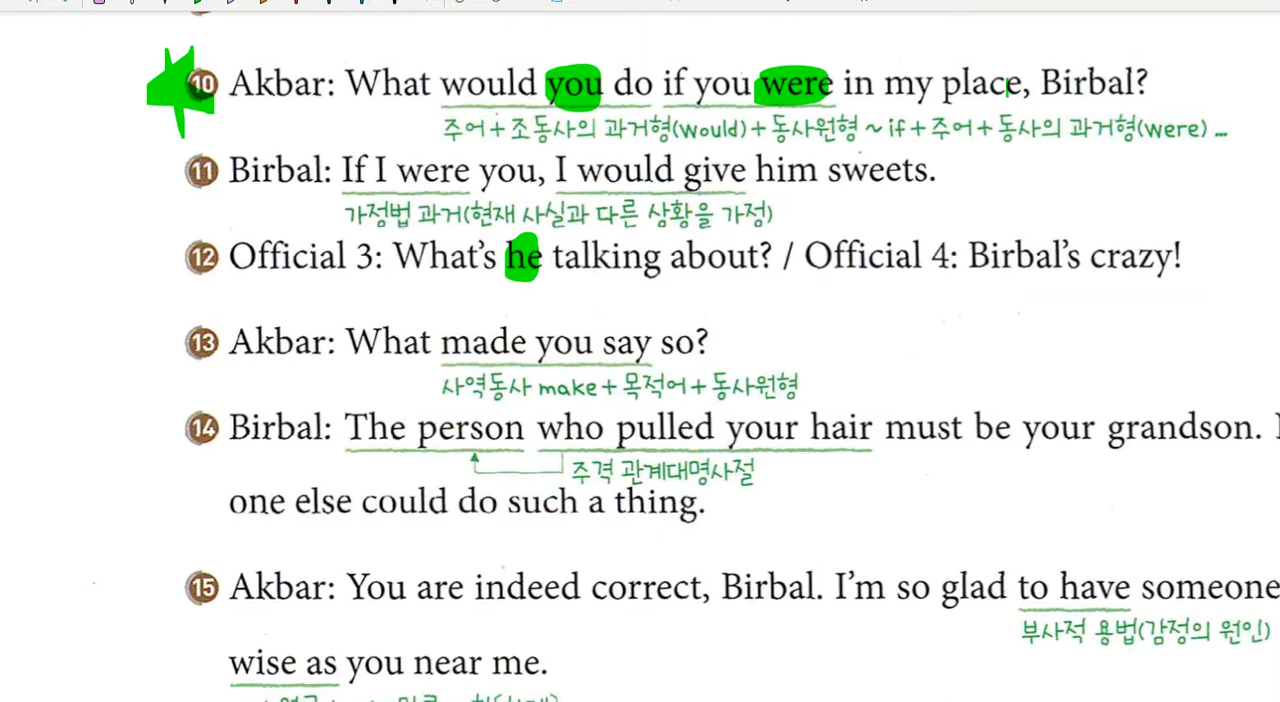 10 Akbar: What would you do if you were in my place, Birbal?
주어 + 조동사의 과거형(would) + 동사원형 ~ if + 주어 + 동사의 과거형(were) ...
11 Birbal: If I were you, I would give him sweets.
가정법 과거(현재 사실과 다른 상황을 가정)
12 Official 3: What's he talking about? / Official 4: Birbal's crazy!
13 Akbar: What made you say so?
사역동사 make + 목적어 + 동사원형
14 Birbal: The person who pulled your hair must be your grandson.
주격 관계대명사절
one else could do such a thing.
15 Akbar: You are indeed correct, Birbal. I'm so glad to have someone
부사적 용법(감정의 원인)
wise as you near me.